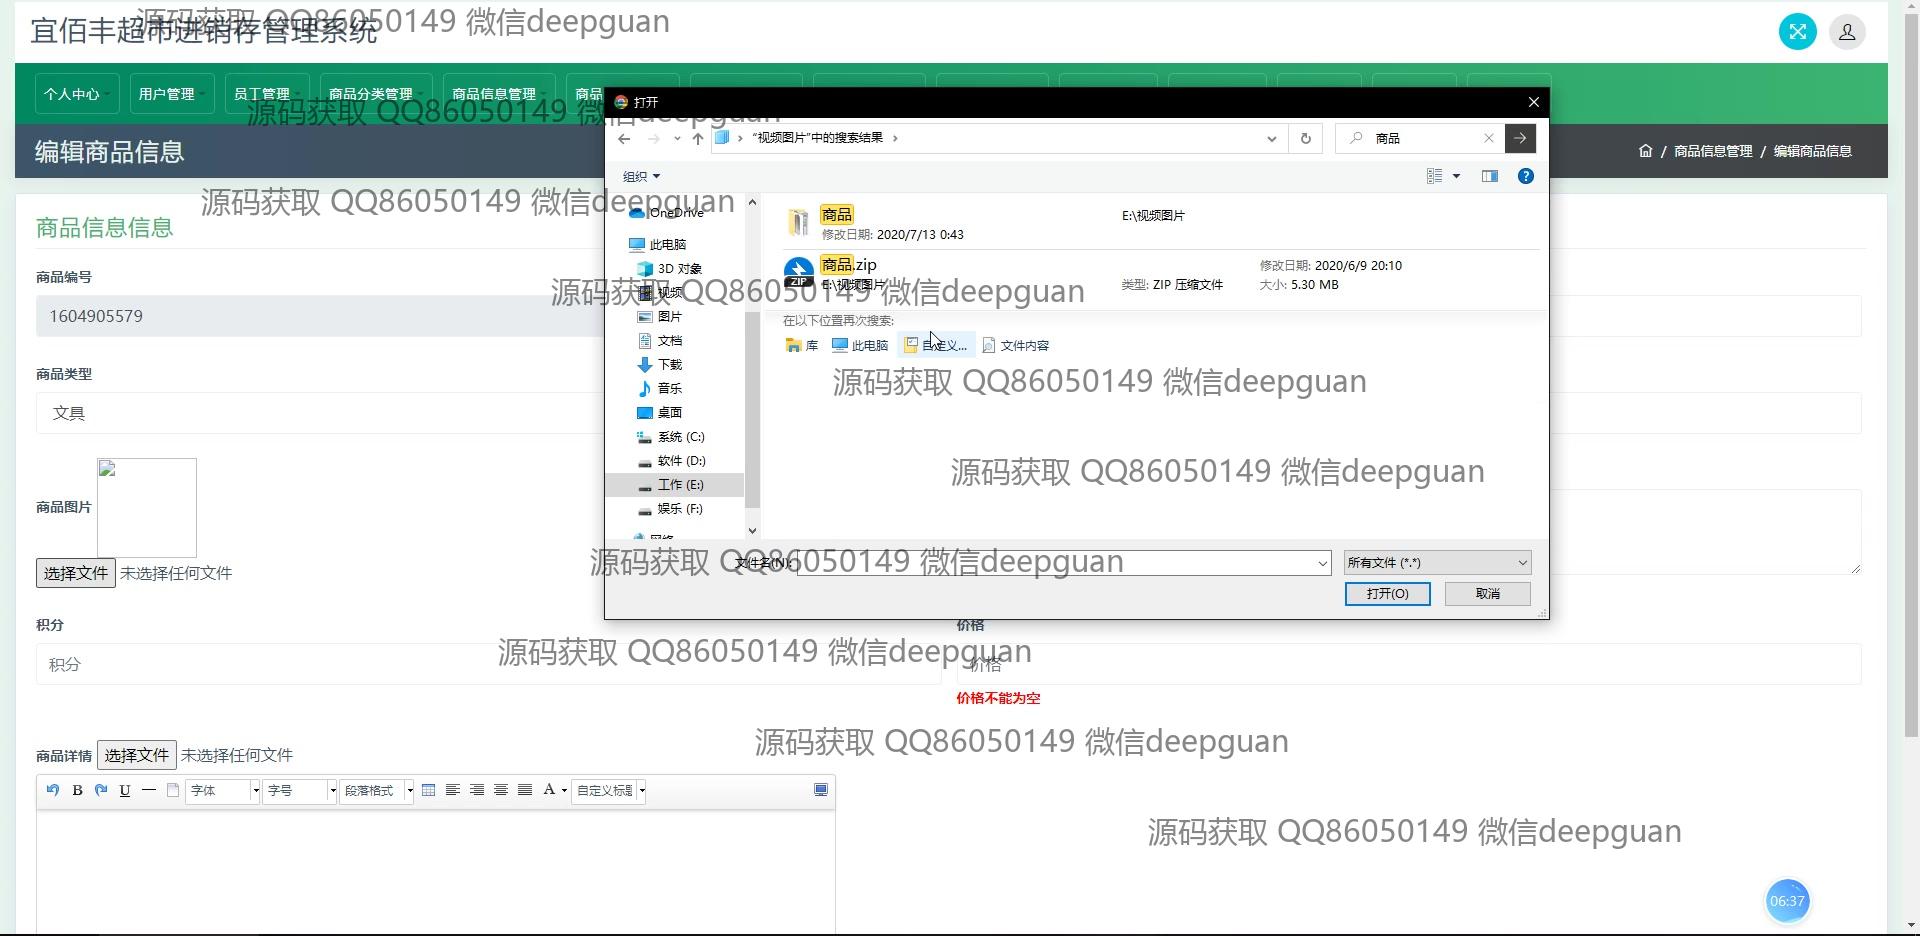 宜佰丰超市进销存管理系统
源码获取 QQ86050149 微信deepguan
个人中心
用户管理
员工管理
商品分类管理
商品信息管理
商品
源码获取 QQ86050149 微信deepguan
编辑商品信息
/ 商品信息管理 / 编辑商品信息
源码获取 QQ86050149 微信deepguan
商品信息信息
商品编号
1604905579
商品类型
文具
商品图片
选择文件 未选择任何文件
积分
积分
价格
价格
价格不能为空
商品详情 选择文件 未选择任何文件
B U 字体 字号 段落格式 A 自定义标题
打开
"视频图片"中的搜索结果
商品
组织
OneDrive
此电脑
3D 对象
视频
图片
文档
下载
音乐
桌面
系统 (C:)
软件 (D:)
工作 (E:)
娱乐 (F:)
网络
商品
E:\视频图片
修改日期: 2020/7/13 0:43
商品.zip
修改日期: 2020/6/9 20:10
ZIP
E:\视频图片
类型: ZIP 压缩文件
大小: 5.30 MB
源码获取 QQ86050149 微信deepguan
在以下位置再次搜索:
库
此电脑
自定义...
文件内容
源码获取 QQ86050149 微信deepguan
源码获取 QQ86050149 微信deepguan
文件名(N):
所有文件 (*.*)
源码获取 QQ86050149 微信deepguan
打开(O)
取消
源码获取 QQ86050149 微信deepguan
源码获取 QQ86050149 微信deepguan
源码获取 QQ86050149 微信deepguan
06:37